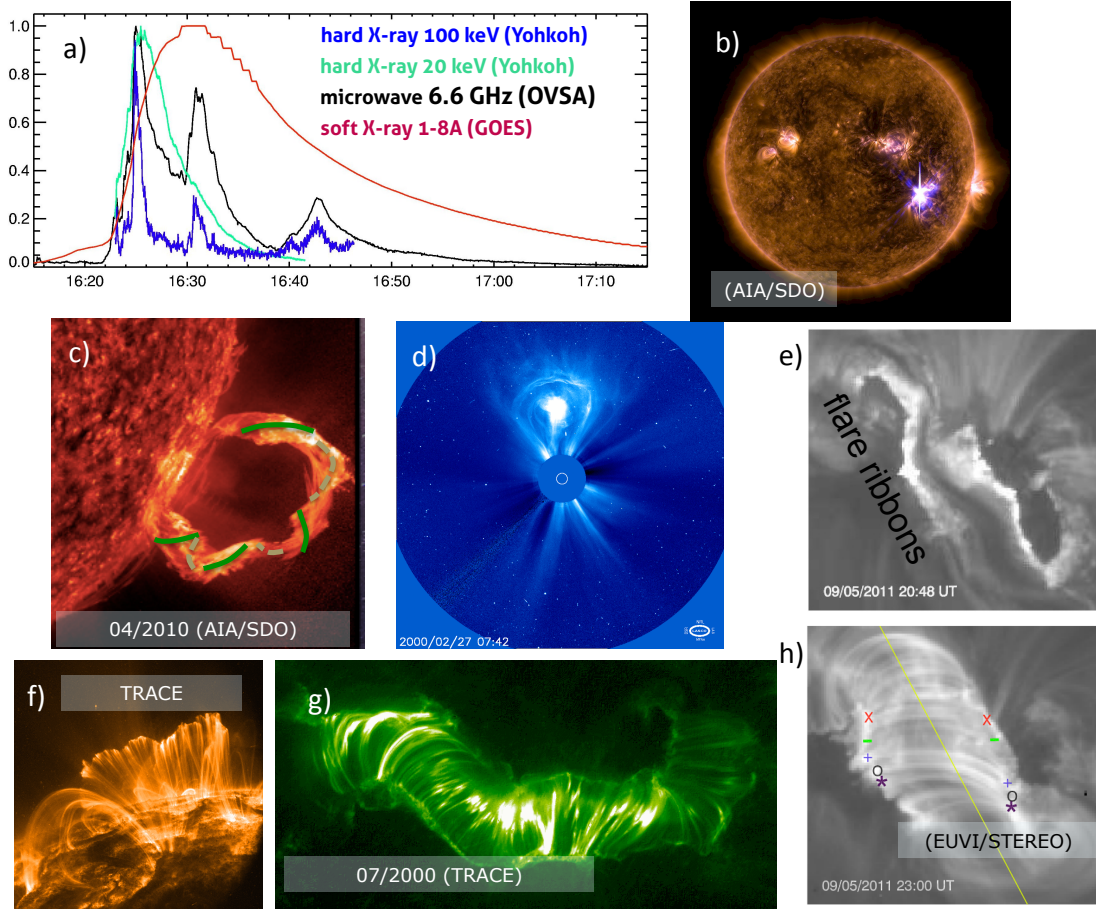 a)
hard X-ray 100 keV (Yohkoh)
hard X-ray 20 keV (Yohkoh)
microwave 6.6 GHz (OVSA)
soft X-ray 1-8A (GOES)
1.0
0.8
0.6
0.4
0.2
0.0
16:20
16:30
16:40
16:50
17:00
17:10
b)
(AIA/SDO)
c)
04/2010 (AIA/SDO)
d)
2000/02/27 07:42
e)
flare ribbons
09/05/2011 20:48 UT
f)
TRACE
g)
07/2000 (TRACE)
h)
X X
– –
+ +
O O
* *
(EUVI/STEREO)
09/05/2011 23:00 UT